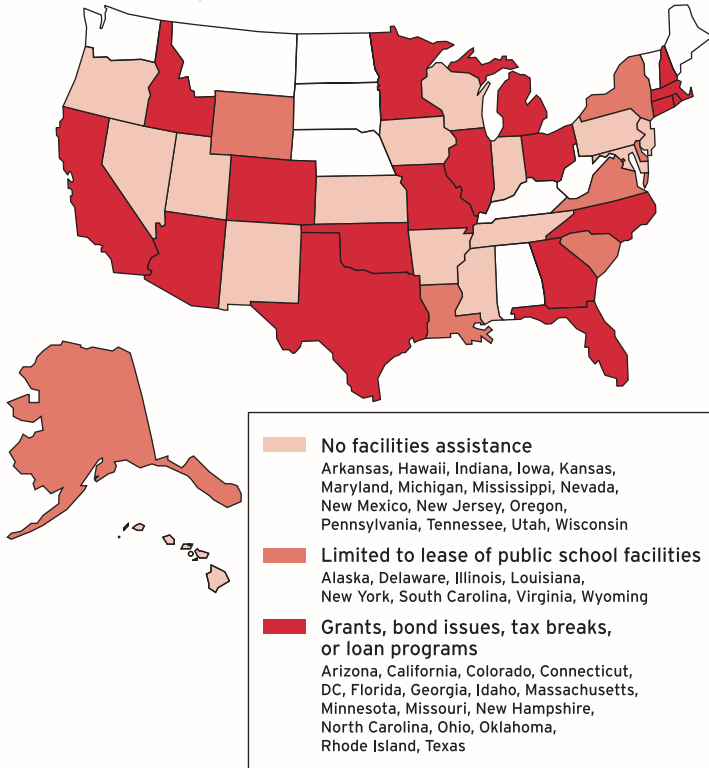 No facilities assistance
Arkansas, Hawaii, Indiana, Iowa, Kansas,
Maryland, Michigan, Mississippi, Nevada,
New Mexico, New Jersey, Oregon,
Pennsylvania, Tennessee, Utah, Wisconsin
Limited to lease of public school facilities
Alaska, Delaware, Illinois, Louisiana,
New York, South Carolina, Virginia, Wyoming
Grants, bond issues, tax breaks,
or loan programs
Arizona, California, Colorado, Connecticut,
DC, Florida, Georgia, Idaho, Massachusetts,
Minnesota, Missouri, New Hampshire,
North Carolina, Ohio, Oklahoma,
Rhode Island, Texas